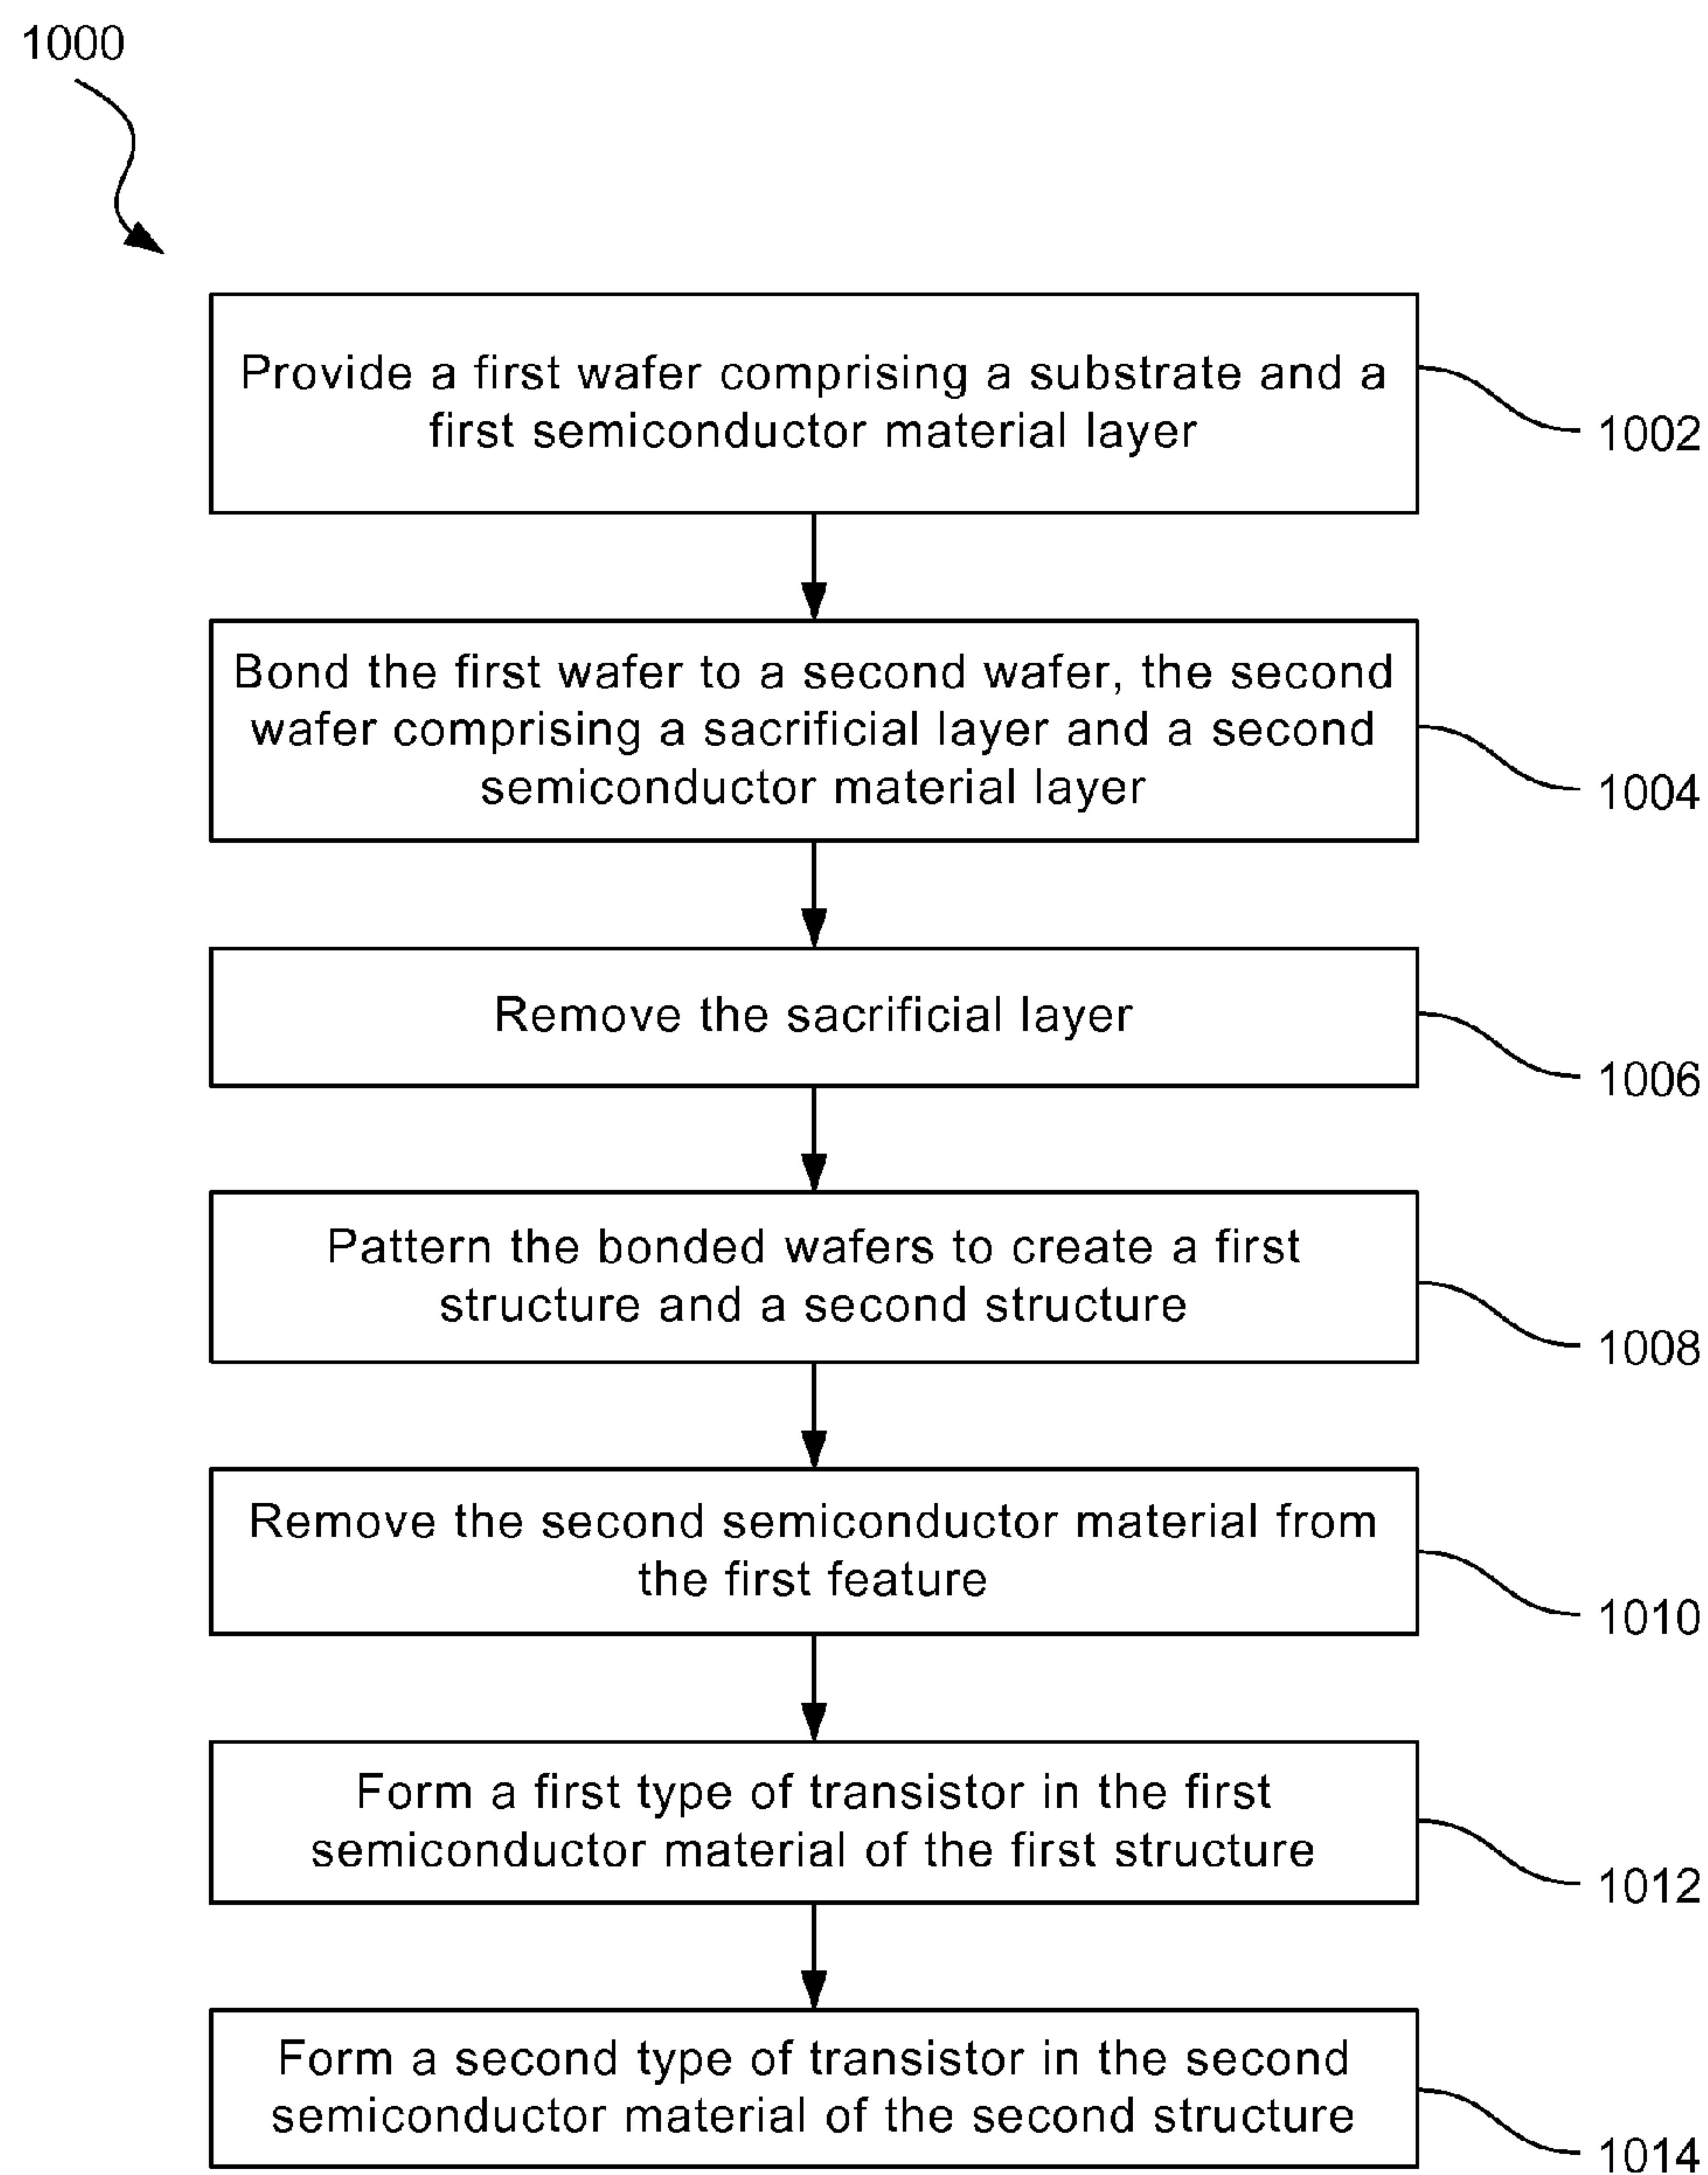 1000
Provide a first wafer comprising a substrate and a
first semiconductor material layer
1002
Bond the first wafer to a second wafer, the second
wafer comprising a sacrificial layer and a second
semiconductor material layer
1004
Remove the sacrificial layer
1006
Pattern the bonded wafers to create a first
structure and a second structure
1008
Remove the second semiconductor material from
the first feature
1010
Form a first type of transistor in the first
semiconductor material of the first structure
1012
Form a second type of transistor in the second
semiconductor material of the second structure
1014